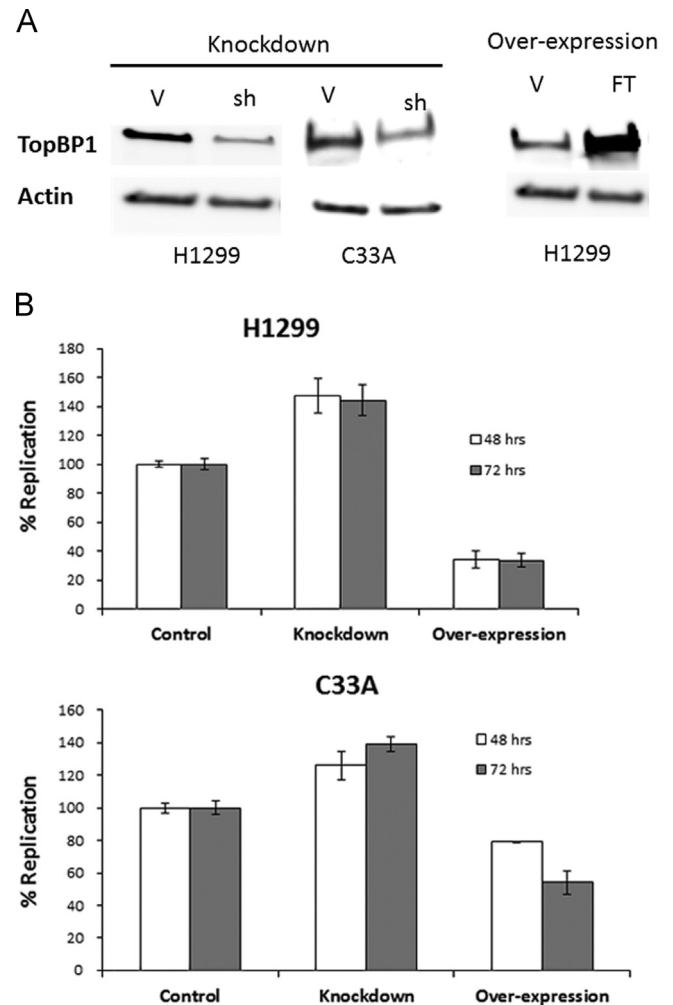 A
Knockdown
Over-expression
V sh V sh V FT
TopBP1
Actin
H1299 C33A H1299
B
H1299
% Replication
180
160
140
120
100
80
60
40
20
0
48 hrs
72 hrs
Control Knockdown Over-expression
C33A
% Replication
160
140
120
100
80
60
40
20
0
48 hrs
72 hrs
Control Knockdown Over-expression